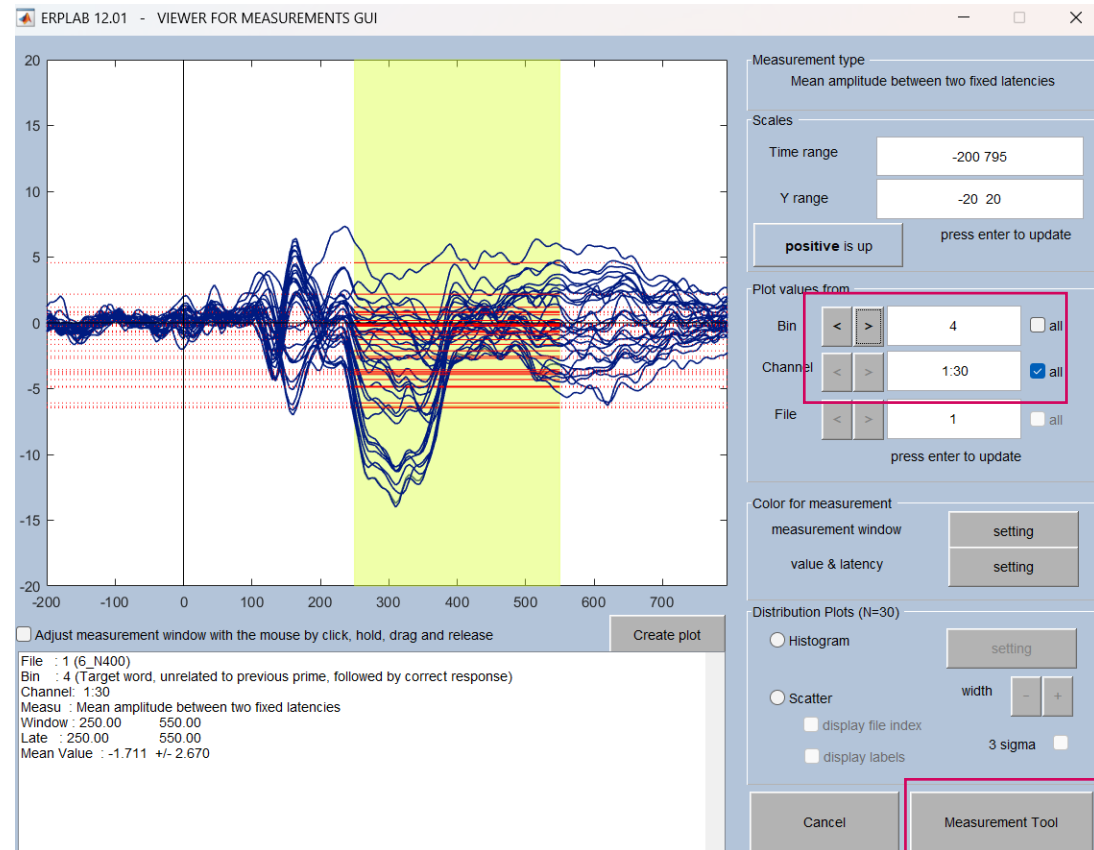 ERPLAB 12.01 - VIEWER FOR MEASUREMENTS GUI
20
15
10
5
0
-5
-10
-15
-20
-200 -100 0 100 200 300 400 500 600 700
Adjust measurement window with the mouse by click, hold, drag and release
Create plot
File : 1 (6_N400)
Bin : 4 (Target word, unrelated to previous prime, followed by correct response)
Channel: 1:30
Measu : Mean amplitude between two fixed latencies
Window : 250.00 550.00
Late : 250.00 550.00
Mean Value : -1.711 +/- 2.670
Measurement type
Mean amplitude between two fixed latencies
Scales
Time range -200 795
Y range -20 20
positive is up
press enter to update
Plot values from
Bin < > 4 all
Channel < > 1:30 all
File < > 1 all
press enter to update
Color for measurement
measurement window setting
value & latency setting
Distribution Plots (N=30)
Histogram setting
Scatter width - +
display file index
3 sigma
display labels
Cancel Measurement Tool